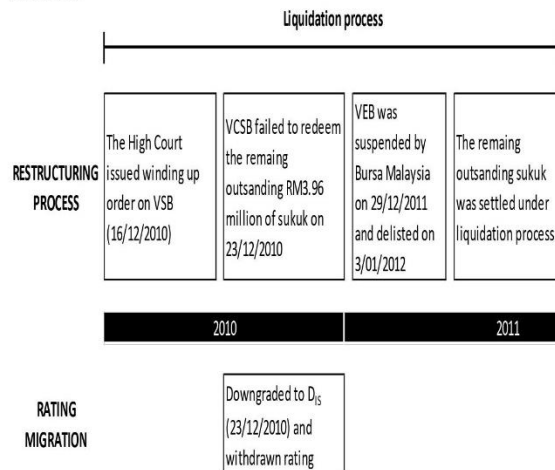 Liquidation process
RESTRUCTURING
PROCESS
The High Court
issued winding up
order on VSB
(16/12/2010)
VCSB failed to redeem
the remaing
outsanding RM3.96
million of sukuk on
23/12/2010
VEB was
suspended by
Bursa Malaysia
on 29/12/2011
and delisted on
3/01/2012
The remaing
outsanding sukuk
was settled under
liquidation process
2010
2011
RATING
MIGRATION
Downgraded to DIS
(23/12/2010) and
withdrawn rating